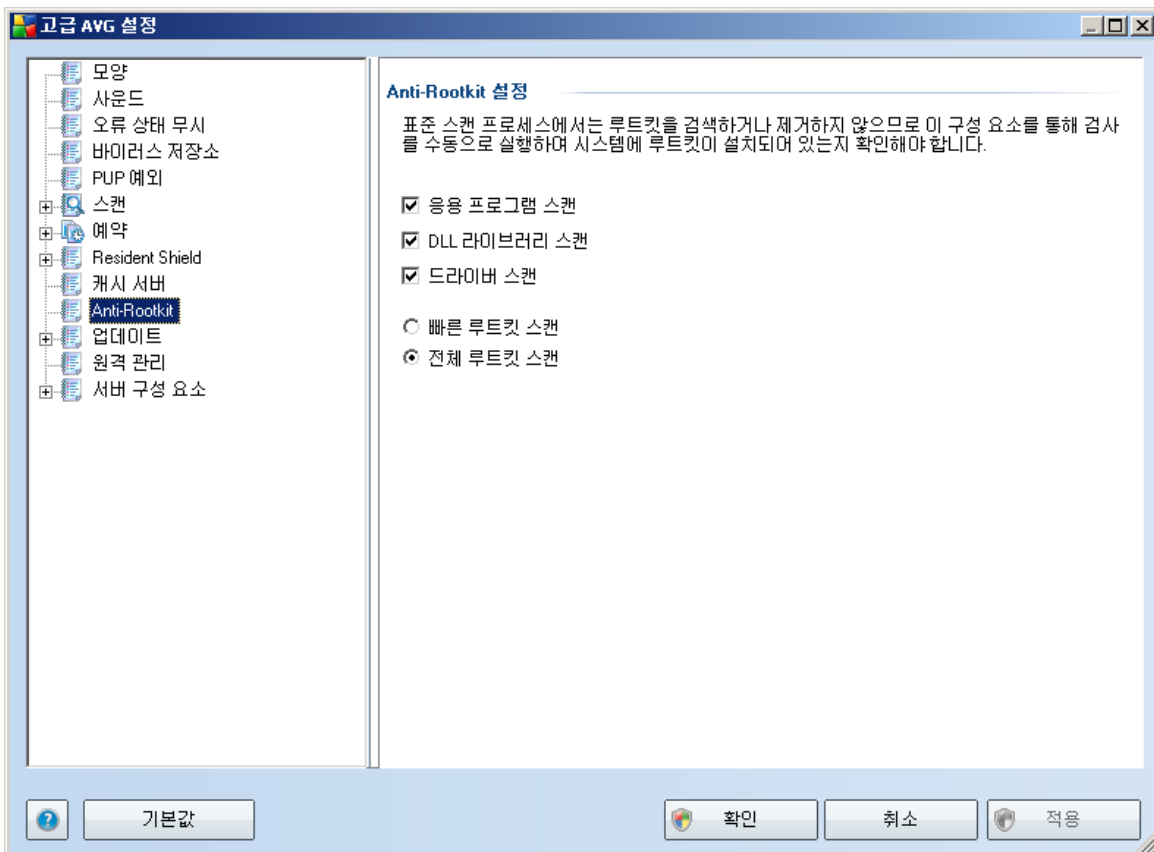 고급 AVG 설정
모양
사운드
오류 상태 무시
바이러스 저장소
PUP 예외
스캔
예약
Resident Shield
캐시 서버
Anti-Rootkit
업데이트
원격 관리
서버 구성 요소
Anti-Rootkit 설정
표준 스캔 프로세스에서는 루트킷을 검색하거나 제거하지 않으므로 이 구성 요소를 통해 검사
를 수동으로 실행하여 시스템에 루트킷이 설치되어 있는지 확인해야 합니다.
응용 프로그램 스캔
DLL 라이브러리 스캔
드라이버 스캔
빠른 루트킷 스캔
전체 루트킷 스캔
기본값
확인
취소
적용